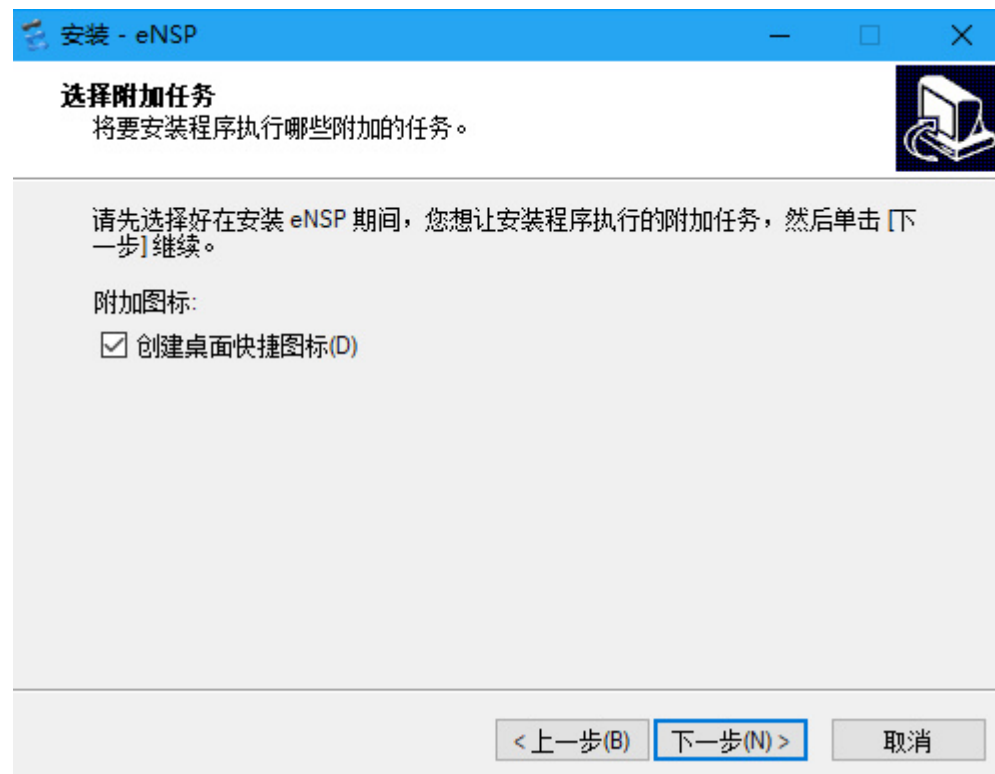 安装 - eNSP
选择附加任务
将要安装程序执行哪些附加的任务。
请先选择好在安装 eNSP 期间，您想让安装程序执行的附加任务，然后单击 [下
一步] 继续。
附加图标:
创建桌面快捷图标(D)
< 上一步(B) 下一步(N) > 取消